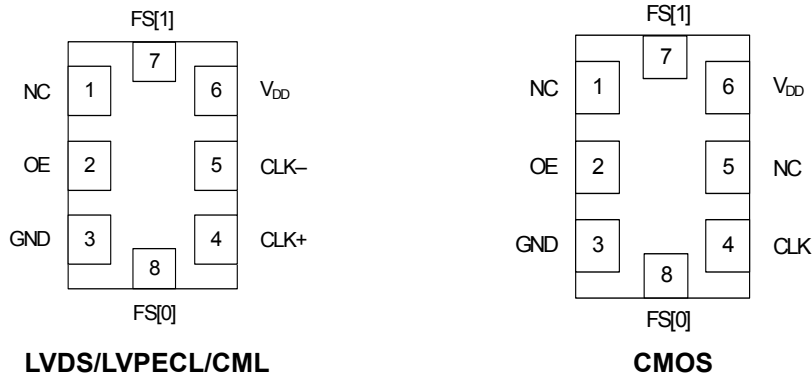 FS[1]
7
NC 1 6 VDD
OE 2 5 CLK–
GND 3 4 CLK+
8
FS[0]
LVDS/LVPECL/CML
FS[1]
7
NC 1 6 VDD
OE 2 5 NC
GND 3 4 CLK
8
FS[0]
CMOS